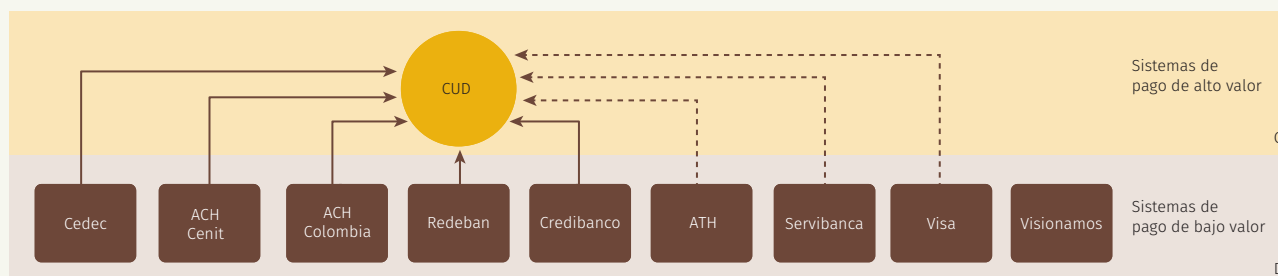 CUD
Sistemas de
pago de alto valor
Cedec
ACH
Cenit
ACH
Colombia
Redeban
Credibanco
ATH
Servibanca
Visa
Visionamos
Sistemas de
pago de bajo valor